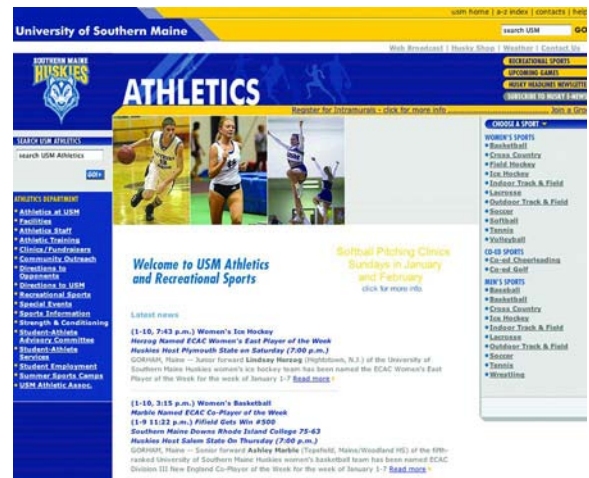 usm home | a-z index | contacts | help
University of Southern Maine
search USM
GO
Web Broadcast | Husky Shop | Weather | Contact Us
SOUTHERN MAINE
HUSKIES
ATHLETICS
RECREATIONAL SPORTS
UPCOMING GAMES
HUSKY HEADLINES NEWSLETTE
SUBSCRIBE TO HUSKY E-NEWS
Register for Intramurals - click for more info
Join a Gro
SEARCH USM ATHLETICS
search USM Athletics
GO!
ATHLETICS DEPARTMENT
Athletics at USM
Facilities
Athletics Staff
Athletic Training
Clinics/Fundraisers
Community Outreach
Directions to
Opponents
Directions to USM
Recreational Sports
Special Events
Sports Information
Strength & Conditioning
Student-Athlete
Advisory Committee
Student-Athlete
Services
Student Employment
Summer Sports Camps
USM Athletic Assoc.
Welcome to USM Athletics
and Recreational Sports
Softball Pitching Clinics
Sundays in January
and February
click for more info
Latest news
(1-10, 7:43 p.m.) Women's Ice Hockey
Herzog Named ECAC Women's East Player of the Week
Huskies Host Plymouth State on Saturday (7:00 p.m.)
GORHAM, Maine -- Junior forward Lindsay Herzog (Hightstown, N.J.) of the University of
Southern Maine Huskies women's ice hockey team has been named the ECAC Women's East
Player of the Week for the week of January 1-7 Read more
(1-10, 3:15 p.m.) Women's Basketball
Marble Named ECAC Co-Player of the Week
(1-9 11:22 p.m.) Fifield Gets Win #500
Southern Maine Downs Rhode Island College 75-63
Huskies Host Salem State On Thursday (7:00 p.m.)
GORHAM, Maine -- Senior forward Ashley Marble (Topsfield, Maine/Woodland HS) of the fifth-
ranked University of Southern Maine Huskies women's basketball team has been named ECAC
Division III New England Co-Player of the Week for the week of January 1-7 Read more
CHOOSE A SPORT
WOMEN'S SPORTS
Basketball
Cross Country
Field Hockey
Ice Hockey
Indoor Track & Field
Lacrosse
Outdoor Track & Field
Soccer
Softball
Tennis
Volleyball
CO-ED SPORTS
Co-ed Cheerleading
Co-ed Golf
MEN'S SPORTS
Baseball
Basketball
Cross Country
Ice Hockey
Indoor Track & Field
Lacrosse
Outdoor Track & Field
Soccer
Tennis
Wrestling